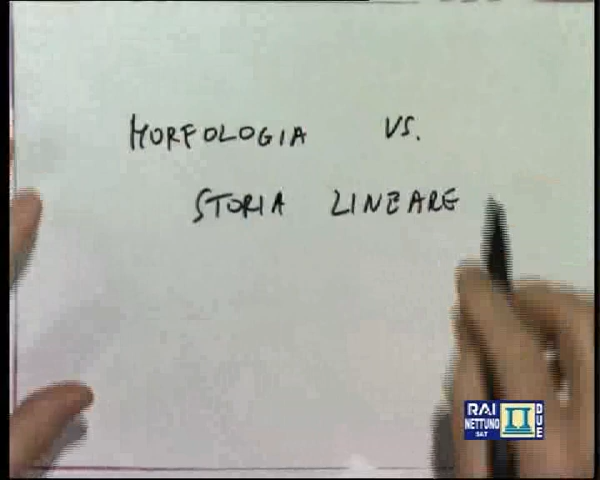 MORFOLOGIA VS.
STORIA LINEARE
RAI
NETTUNO
SAT
DUE